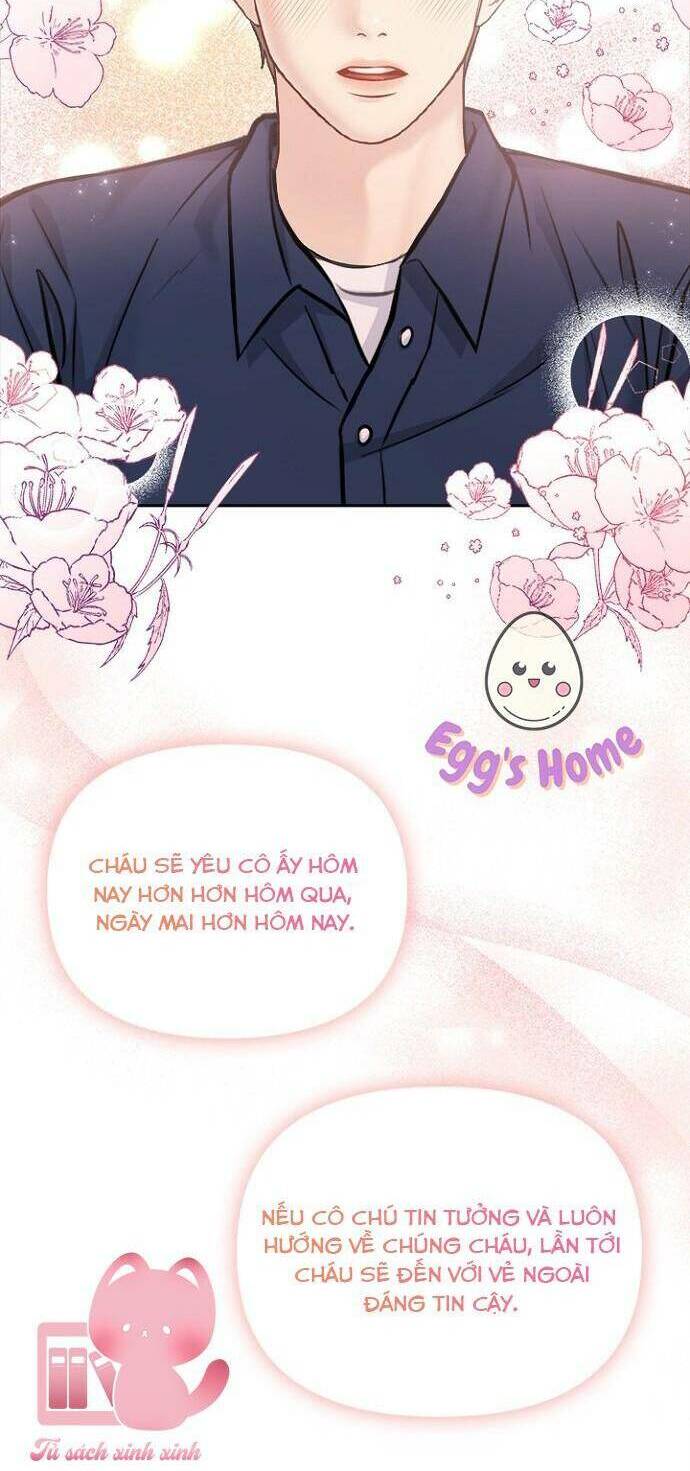 Egg's Home
CHÁU SẼ YÊU CÔ ẤY HÔM
NAY HƠN HƠN HÔM QUA,
NGÀY MAI HƠN HÔM NAY.
NẾU CÔ CHÚ TIN TƯỞNG VÀ LUÔN
HƯỚNG VỀ CHÚNG CHÁU, LẦN TỚI
CHÁU SẼ ĐẾN VỚI VẺ NGOÀI
ĐÁNG TIN CẬY.
Tủ sách xinh xinh